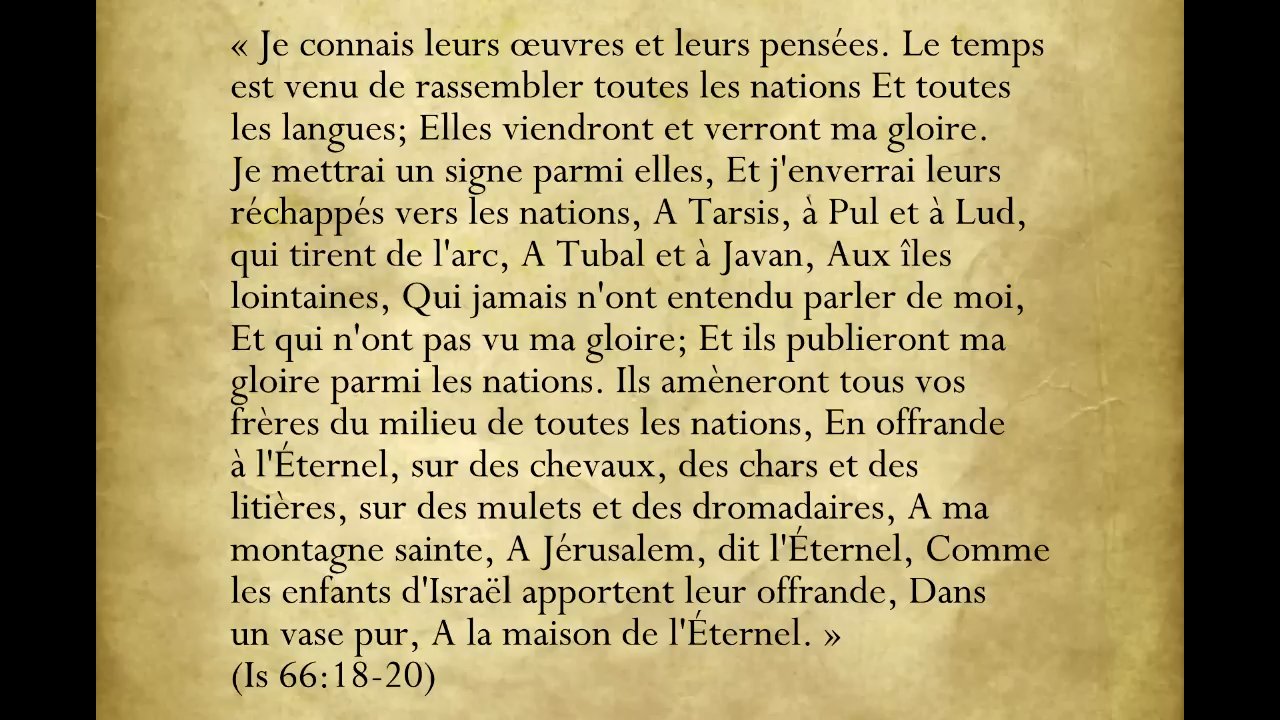 « Je connais leurs œuvres et leurs pensées. Le temps
est venu de rassembler toutes les nations Et toutes
les langues; Elles viendront et verront ma gloire.
Je mettrai un signe parmi elles, Et j'enverrai leurs
réchappés vers les nations, A Tarsis, à Pul et à Lud,
qui tirent de l'arc, A Tubal et à Javan, Aux îles
lointaines, Qui jamais n'ont entendu parler de moi,
Et qui n'ont pas vu ma gloire; Et ils publieront ma
gloire parmi les nations. Ils amèneront tous vos
frères du milieu de toutes les nations, En offrande
à l'Éternel, sur des chevaux, des chars et des
litières, sur des mulets et des dromadaires, A ma
montagne sainte, A Jérusalem, dit l'Éternel, Comme
les enfants d'Israël apportent leur offrande, Dans
un vase pur, A la maison de l'Éternel. »
(Is 66:18-20)